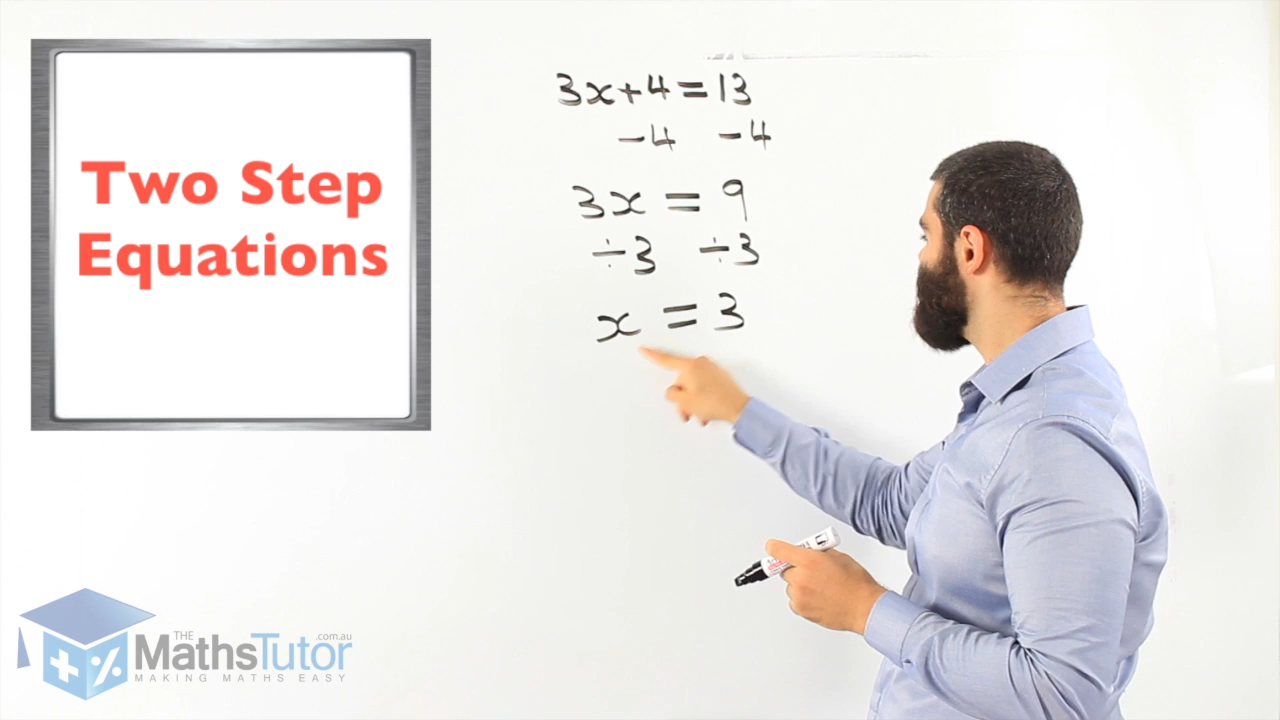 Two Step
Equations
3x+4=13
-4 -4
3x = 9
÷3 ÷3
x = 3
THE
MathsTutor
.com.au
MAKING MATHS EASY